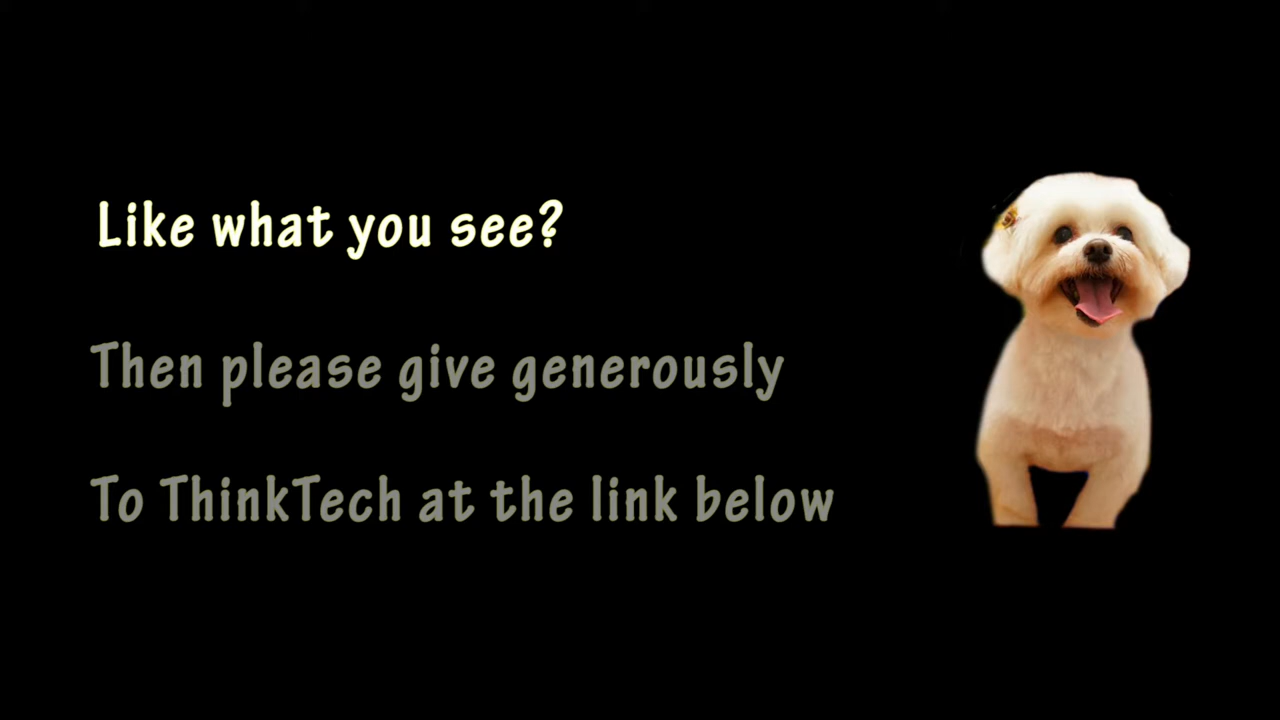 Like what you see?
Then please give generously
To ThinkTech at the link below